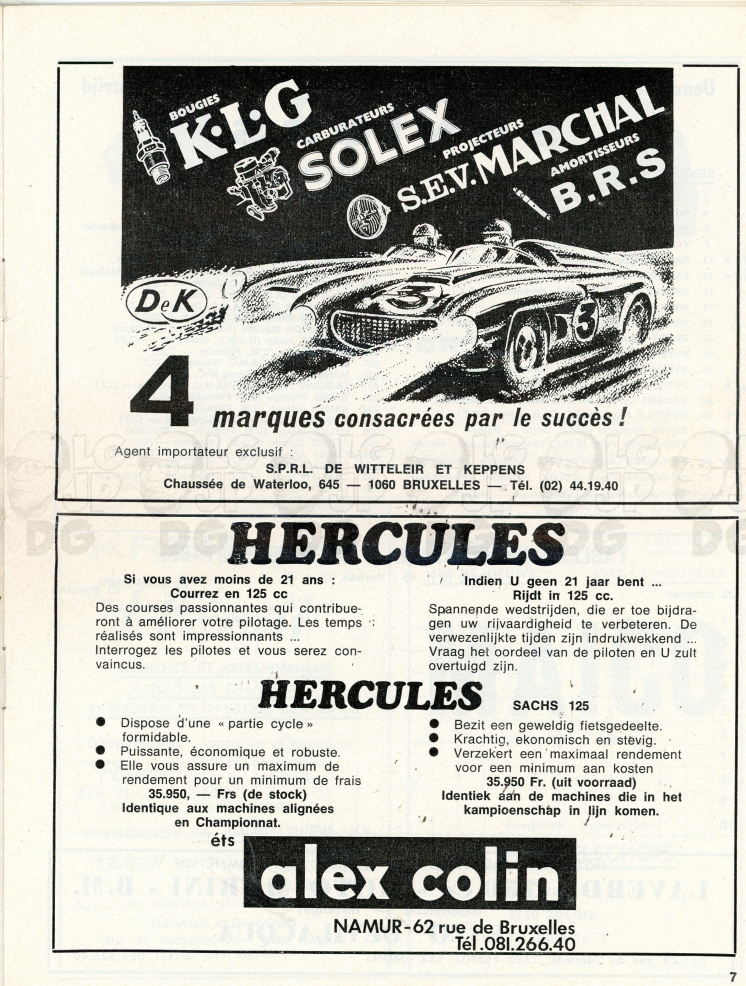 BOUGIES
K.L.G
CARBURATEURS
SOLEX
PROJECTEURS
S.E.V. MARCHAL
AMORTISSEURS
B.R.S
DeK
3
3
4 marques consacrées par le succès !
Agent importateur exclusif :
S.P.R.L. DE WITTELEIR ET KEPPENS
Chaussée de Waterloo, 645 — 1060 BRUXELLES — Tél. (02) 44.19.40
HERCULES
Si vous avez moins de 21 ans :
Courrez en 125 cc
Des courses passionnantes qui contribue-
ront à améliorer votre pilotage. Les temps
réalisés sont impressionnants ...
Interrogez les pilotes et vous serez con-
vaincus.
Indien U geen 21 jaar bent ...
Rijdt in 125 cc.
Spannende wedstrijden, die er toe bijdra-
gen uw rijvaardigheid te verbeteren. De
verwezenlijkte tijden zijn indrukwekkend ...
Vraag het oordeel van de piloten en U zult
overtuigd zijn.
HERCULES SACHS 125
● Dispose d'une « partie cycle »
formidable.
● Puissante, économique et robuste.
● Elle vous assure un maximum de
rendement pour un minimum de frais
35.950, — Frs (de stock)
Identique aux machines alignées
en Championnat.
● Bezit een geweldig fietsgedeelte.
● Krachtig, ekonomisch en stevig.
● Verzekert een maximaal rendement
voor een minimum aan kosten
35.950 Fr. (uit voorraad)
Identiek aan de machines die in het
kampioenschap in lijn komen.
éts
alex colin
NAMUR-62 rue de Bruxelles
Tél.081.266.40
7